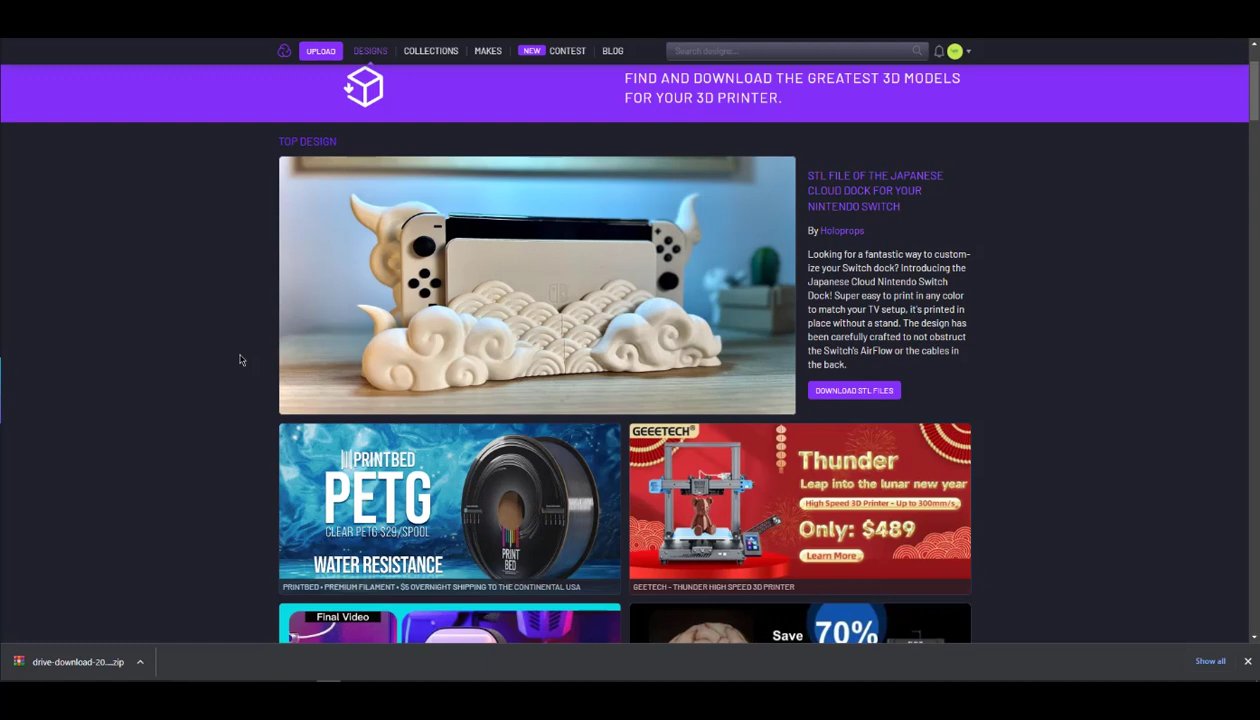 UPLOAD
DESIGNS
COLLECTIONS
MAKES
NEW
CONTEST
BLOG
Search designs...
FIND AND DOWNLOAD THE GREATEST 3D MODELS
FOR YOUR 3D PRINTER.
TOP DESIGN
STL FILE OF THE JAPANESE
CLOUD DOCK FOR YOUR
NINTENDO SWITCH
By Holoprops
Looking for a fantastic way to custom-
ize your Switch dock? Introducing the
Japanese Cloud Nintendo Switch
Dock! Super easy to print in any color
to match your TV setup, it's printed in
place without a stand. The design has
been carefully crafted to not obstruct
the Switch's AirFlow or the cables in
the back.
DOWNLOAD STL FILES
PRINTBED
PETG
CLEAR PETG $29/SPOOL
WATER RESISTANCE
PRINT
BED
PRINTBED • PREMIUM FILAMENT • $5 OVERNIGHT SHIPPING TO THE CONTINENTAL USA
GEEETECH®
Thunder
Leap into the lunar new year
High Speed 3D Printer - Up to 300mm/s
Only: $489
Learn More
GEETECH - THUNDER HIGH SPEED 3D PRINTER
Final Video
Save
70%
drive-download-20....zip
Show all